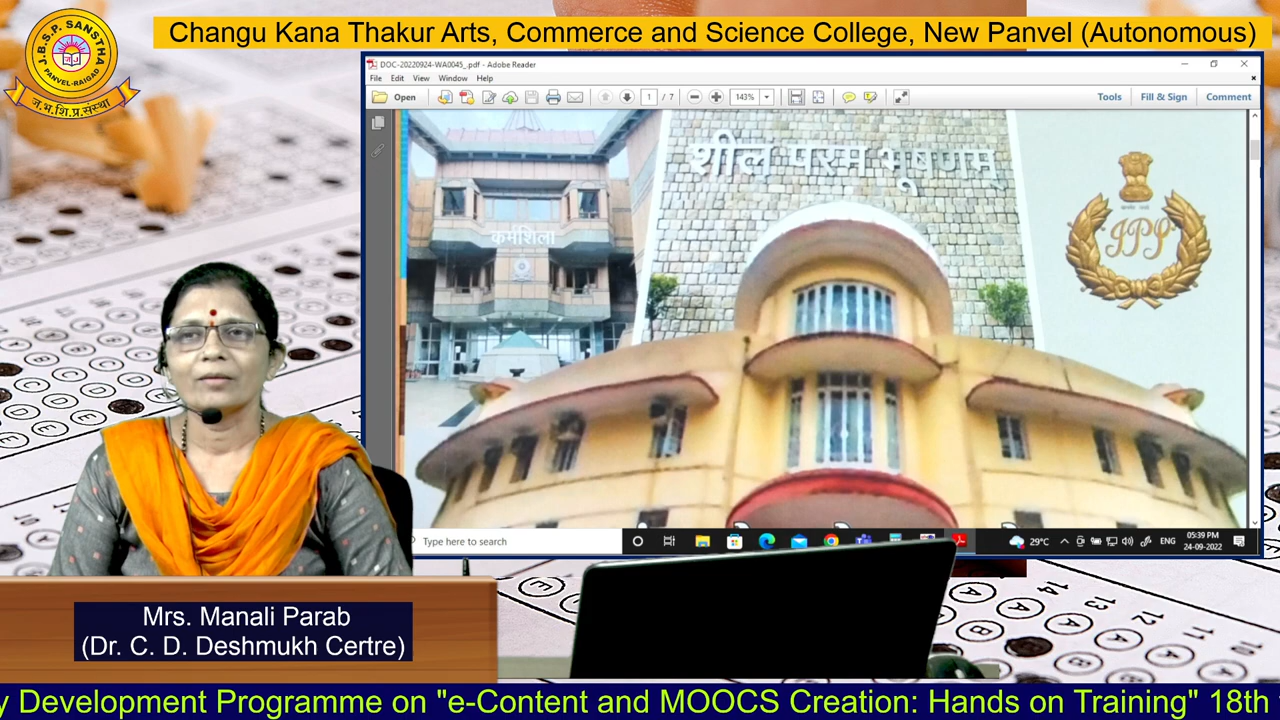 Changu Kana Thakur Arts, Commerce and Science College, New Panvel (Autonomous)
J.B.S.P. SANSTHA
PANVEL-RAIGAD
ज.भ.शि.प्र.संस्था
DOC-20220924-WA0045_.pdf - Adobe Reader
File Edit View Window Help
Open 1 / 7 143% Tools Fill & Sign Comment
शील परम भूषणम्
कर्मशिला
IPS
Type here to search
29°C ENG 05:39 PM
24-09-2022
Mrs. Manali Parab
(Dr. C. D. Deshmukh Certre)
y Development Programme on "e-Content and MOOCS Creation: Hands on Training" 18th